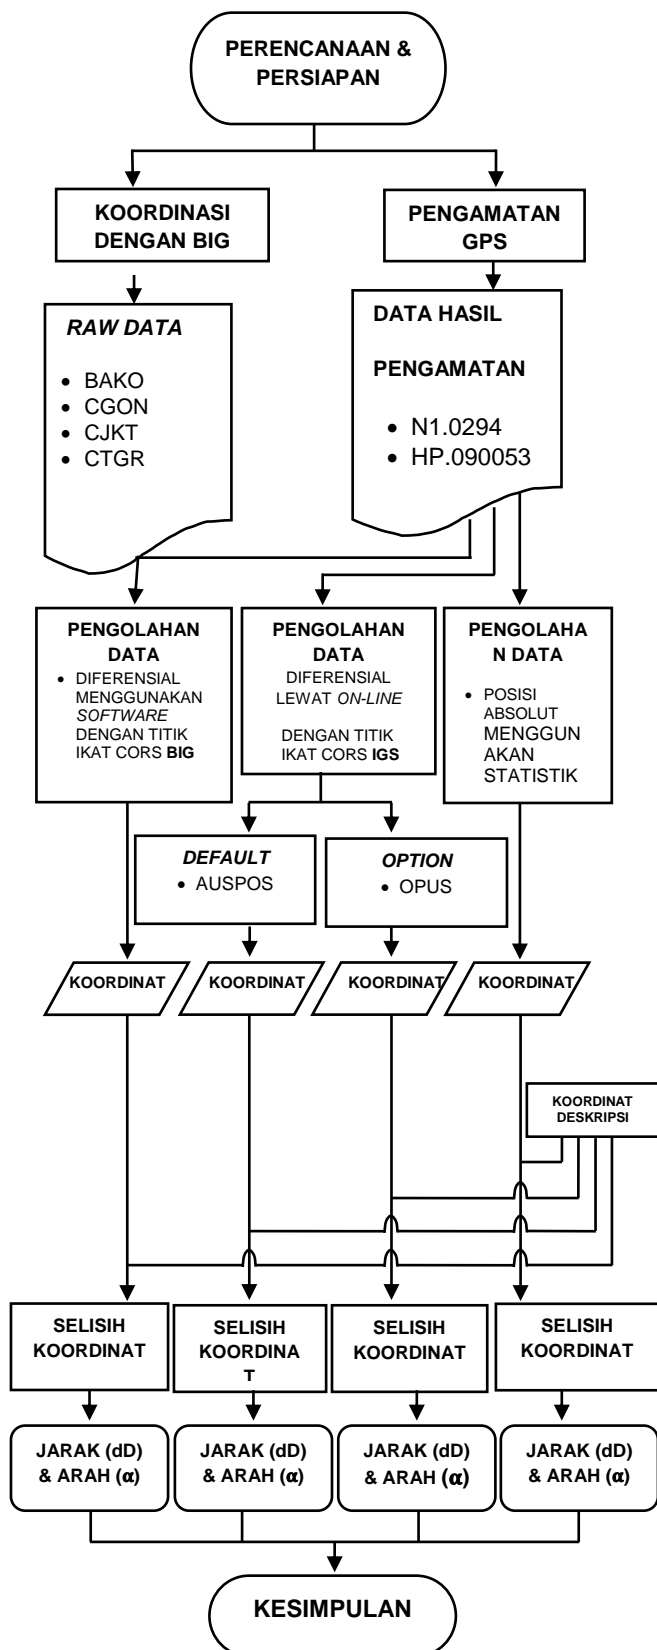 PERENCANAAN &
PERSIAPAN
KOORDINASI
DENGAN BIG
PENGAMATAN
GPS
RAW DATA
• BAKO
• CGON
• CJKT
• CTGR
DATA HASIL
PENGAMATAN
• N1.0294
• HP.090053
PENGOLAHAN
DATA
• DIFERENSIAL
MENGGUNAKAN
SOFTWARE
DENGAN TITIK
IKAT CORS BIG
PENGOLAHAN
DATA
DIFERENSIAL
LEWAT ON-LINE
DENGAN TITIK
IKAT CORS IGS
PENGOLAHA
N DATA
• POSISI
ABSOLUT
MENGGUN
AKAN
STATISTIK
DEFAULT
• AUSPOS
OPTION
• OPUS
KOORDINAT
KOORDINAT
KOORDINAT
KOORDINAT
KOORDINAT
DESKRIPSI
SELISIH
KOORDINAT
SELISIH
KOORDINA
T
SELISIH
KOORDINAT
SELISIH
KOORDINAT
JARAK (dD)
& ARAH (α)
JARAK (dD)
& ARAH (α)
JARAK (dD)
& ARAH (α)
JARAK (dD)
& ARAH (α)
KESIMPULAN